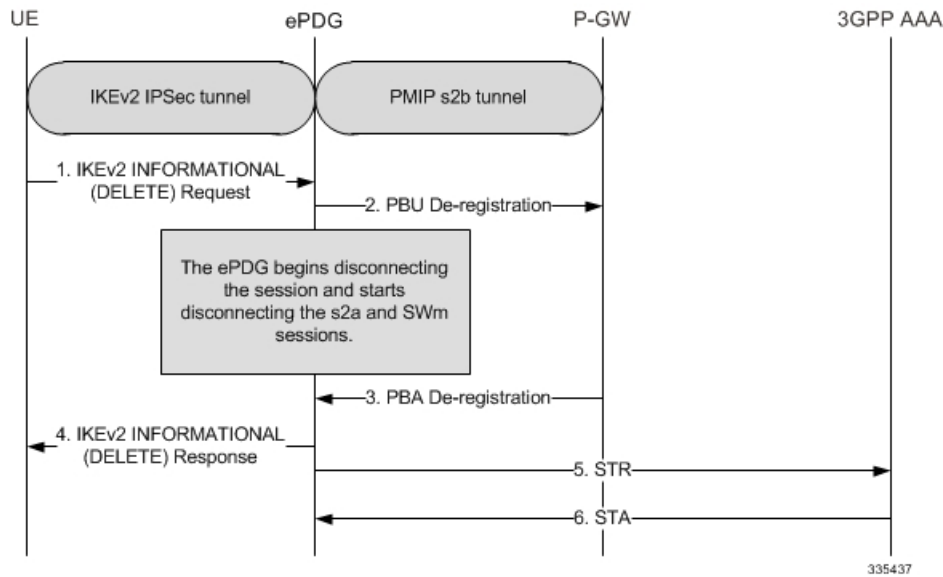 UE
ePDG
P-GW
3GPP AAA
IKEv2 IPSec tunnel
PMIP s2b tunnel
1. IKEv2 INFORMATIONAL
(DELETE) Request
2. PBU De-registration
The ePDG begins disconnecting
the session and starts
disconnecting the s2a and SWm
sessions.
3. PBA De-registration
4. IKEv2 INFORMATIONAL
(DELETE) Response
5. STR
6. STA
335437